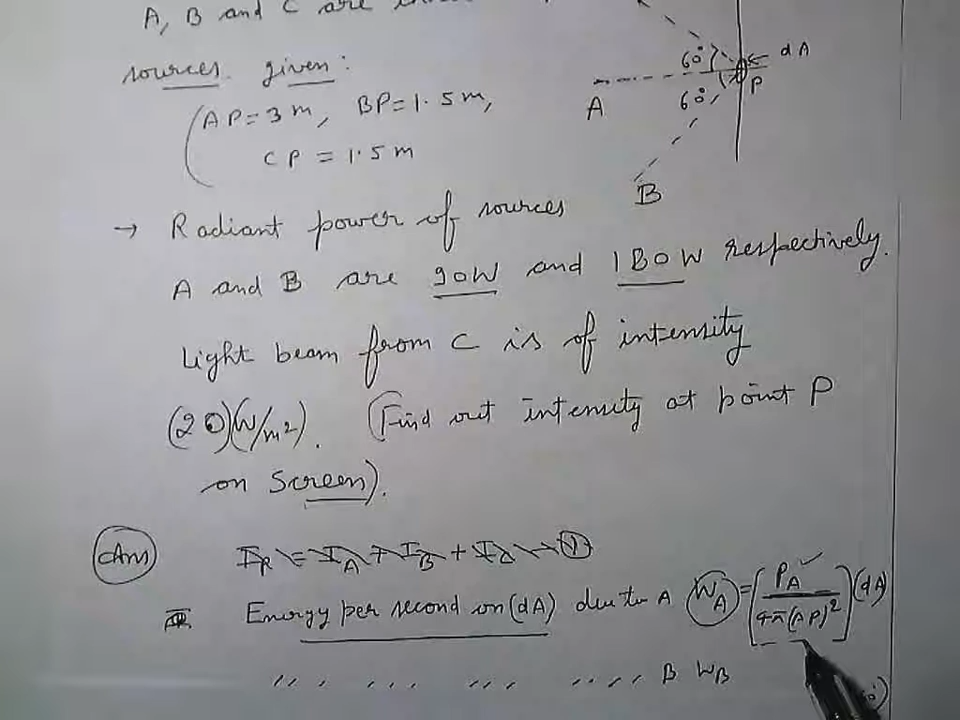 A, B and C are
60° dA
sources given:
P
A 60°
(AP = 3 m, BP = 1.5 m,
CP = 1.5 m
B
→ Radiant power of sources
A and B are 90W and 180W respectively.
Light beam from C is of intensity
(20)(W/m²). (Find out intensity at point P
on Screen).
Ans
Energy per second on (dA) due to A W_A = [P_A / 4π(AP)²](dA)
〃 〃 〃 〃 B W_B